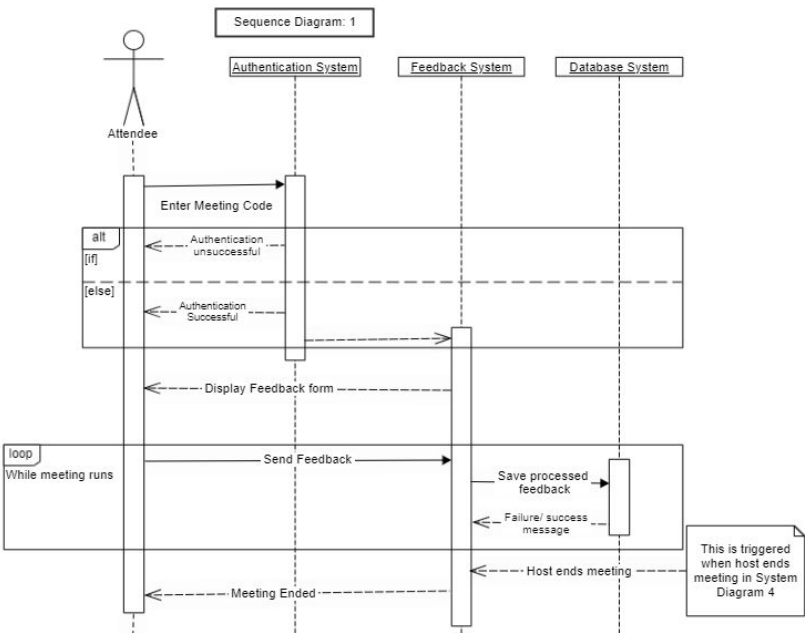 Sequence Diagram: 1
Authentication System
Feedback System
Database System
Attendee
Enter Meeting Code
alt
Authentication
unsuccessful
[if]
[else]
Authentication
Successful
Display Feedback form
loop
Send Feedback
While meeting runs
Save processed
feedback
Failure/ success
message
This is triggered
when host ends
meeting in System
Diagram 4
Host ends meeting
Meeting Ended